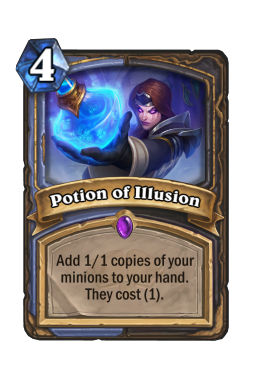 4
Potion of Illusion
Add 1/1 copies of your
minions to your hand.
They cost (1).